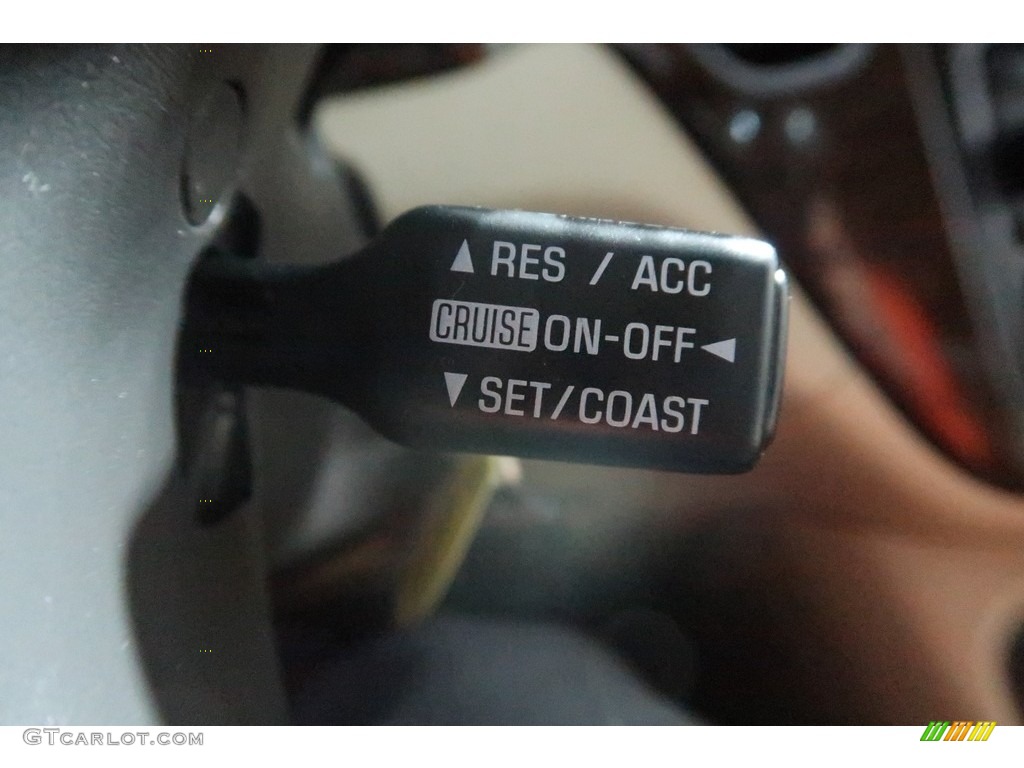 ▲ RES / ACC
CRUISE ON-OFF ◄
▼ SET/COAST
GTCARLOT.COM